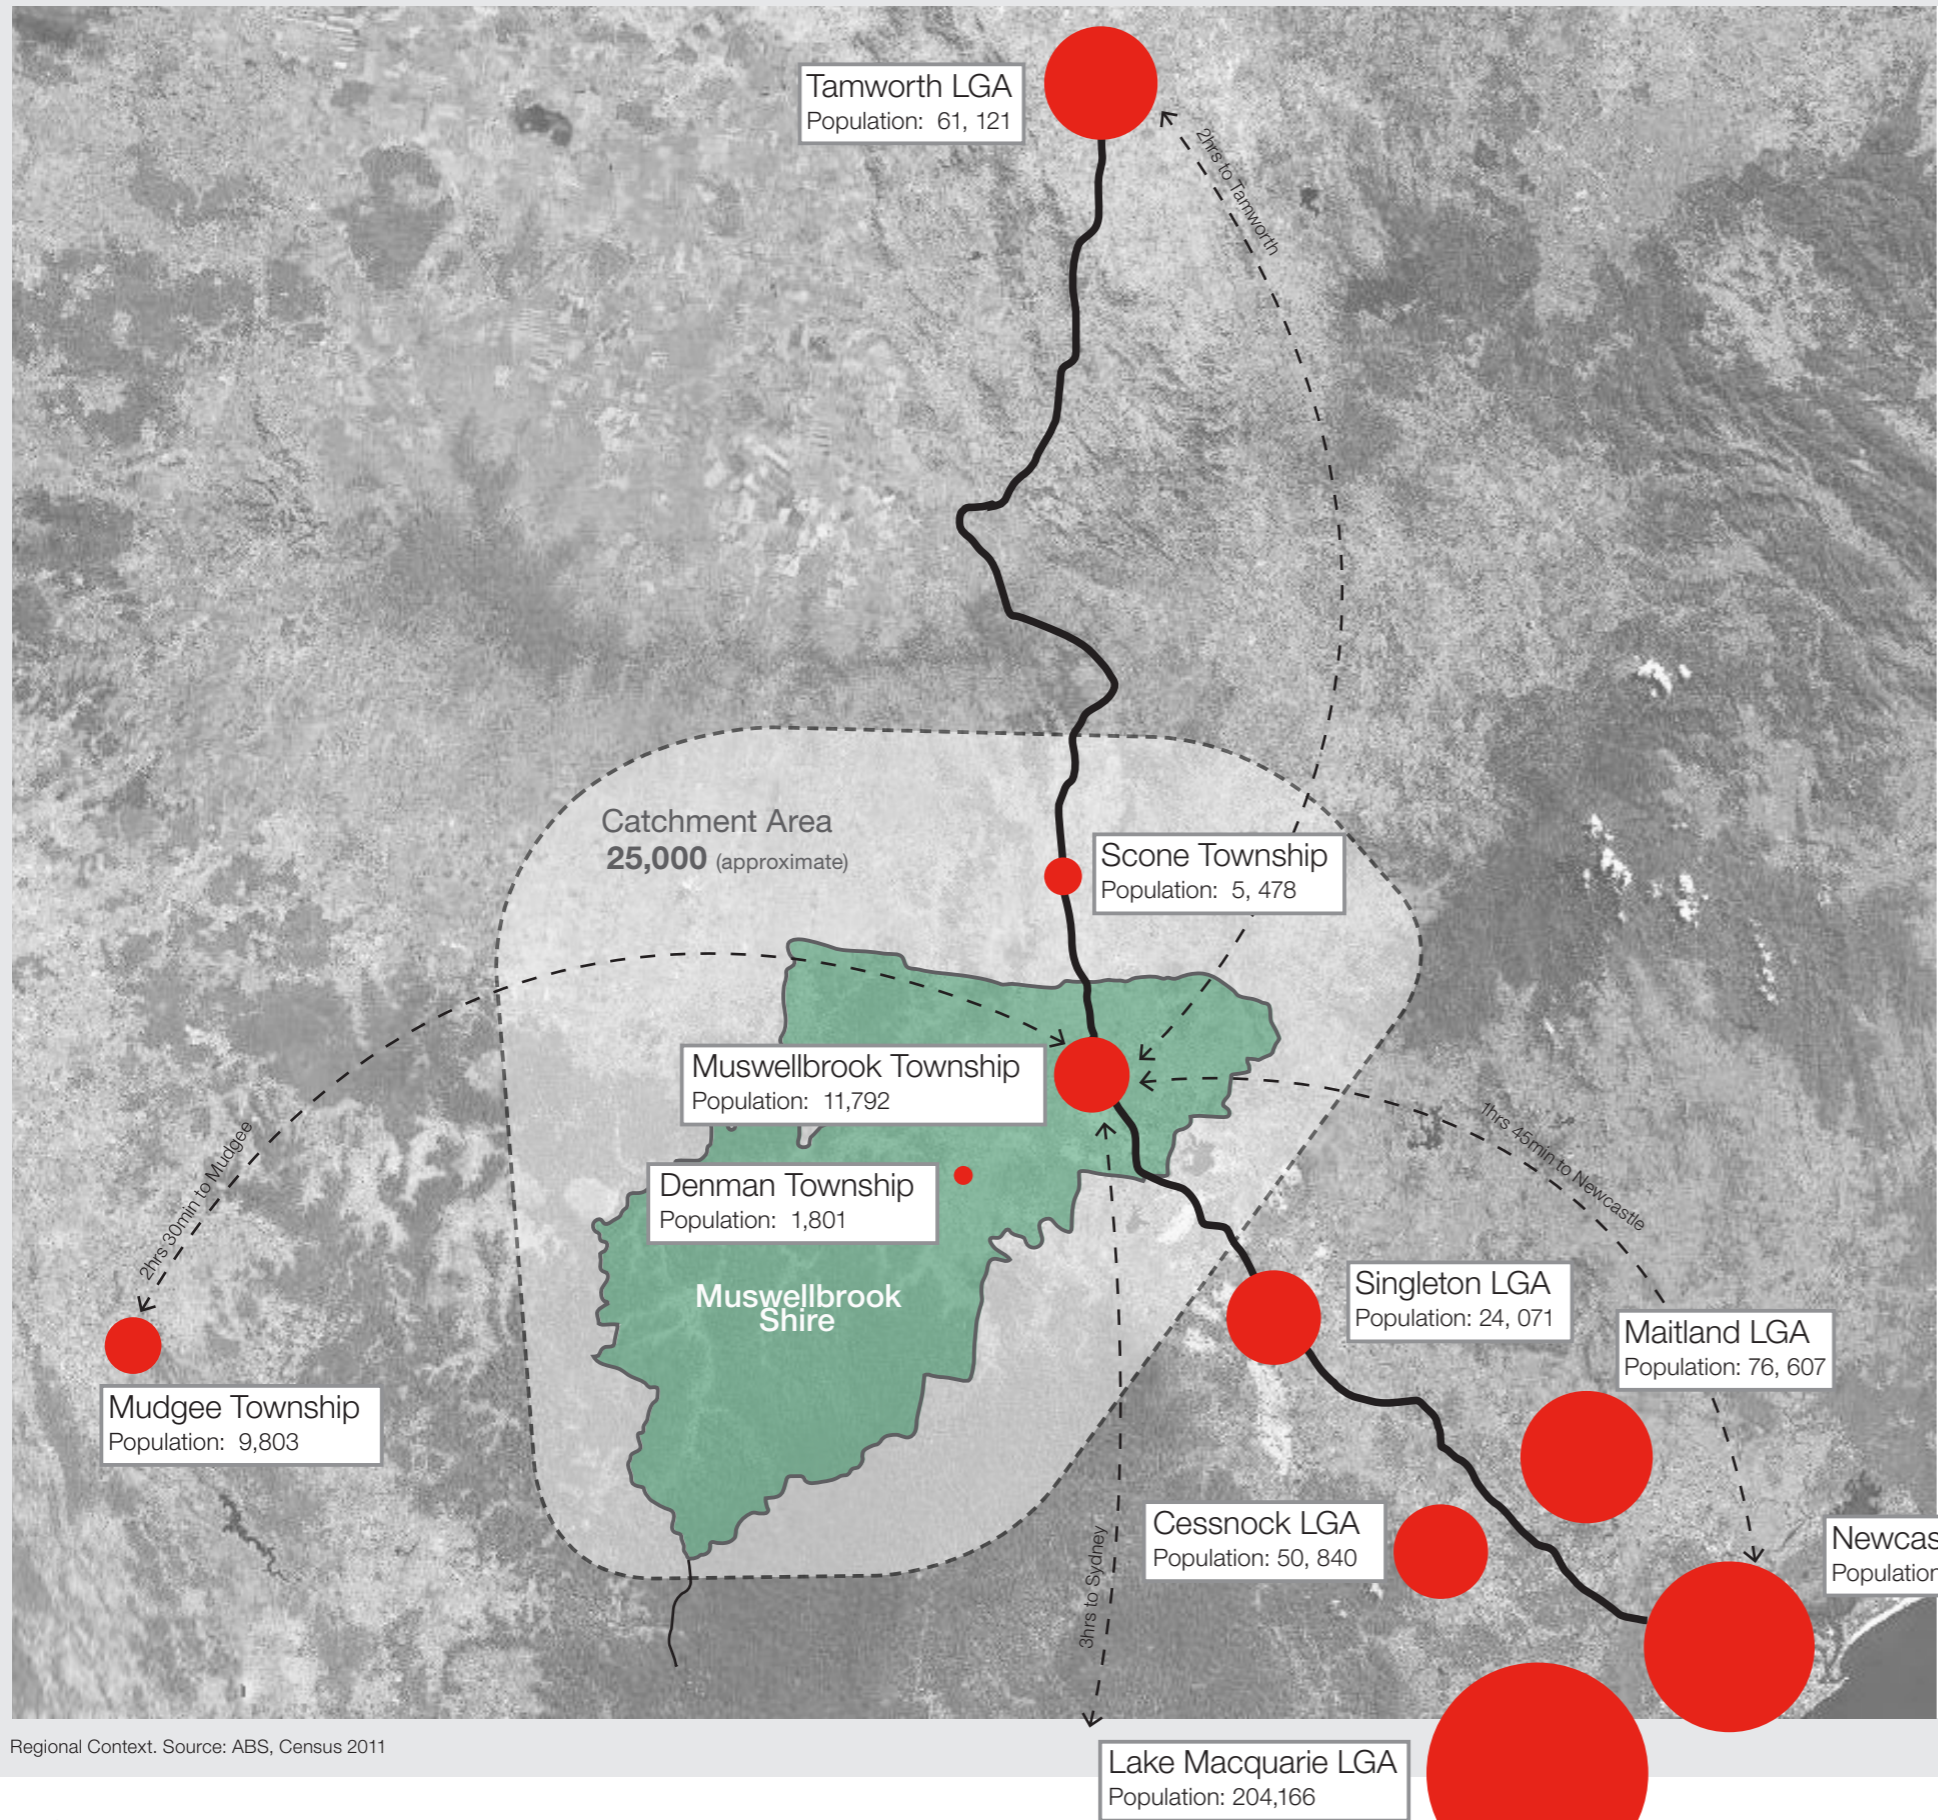 Tamworth LGA
Population: 61, 121
2hrs to Tamworth
Catchment Area
25,000 (approximate)
Scone Township
Population: 5, 478
Muswellbrook Township
Population: 11,792
Denman Township
Population: 1,801
Muswellbrook
Shire
2hrs 30min to Mudgee
1hrs 45min to Newcastle
Singleton LGA
Population: 24, 071
Maitland LGA
Population: 76, 607
Mudgee Township
Population: 9,803
Cessnock LGA
Population: 50, 840
3hrs to Sydney
Newcas
Population
Regional Context. Source: ABS, Census 2011
Lake Macquarie LGA
Population: 204,166